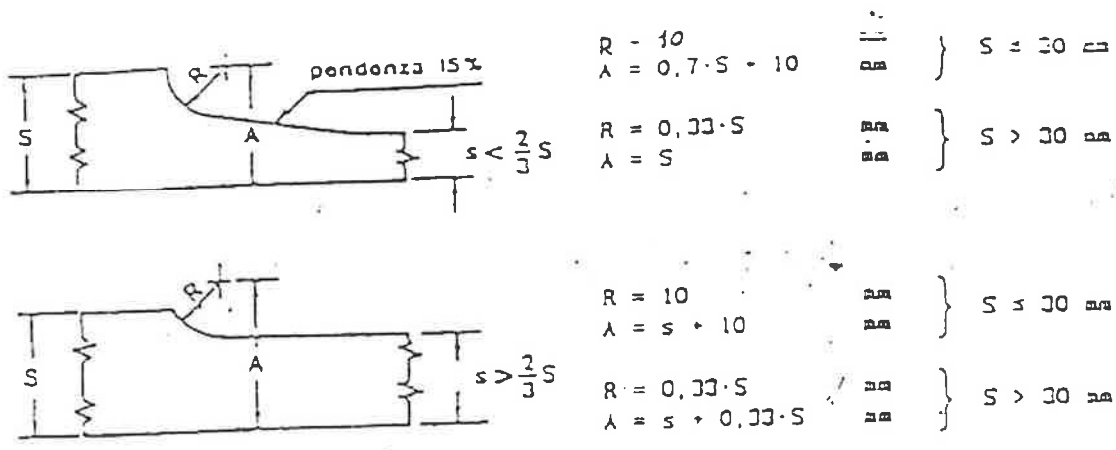 R = 10 mm
A = 0,7·S + 10 mm
S ≤ 30 mm
R = 0,33·S mm
A = S mm
S > 30 mm
R
pendenza 15%
S
A
s < 2/3 S
R = 10 mm
A = s + 10 mm
S ≤ 30 mm
R = 0,33·S mm
A = s + 0,33·S mm
S > 30 mm
R
S
A
s > 2/3 S